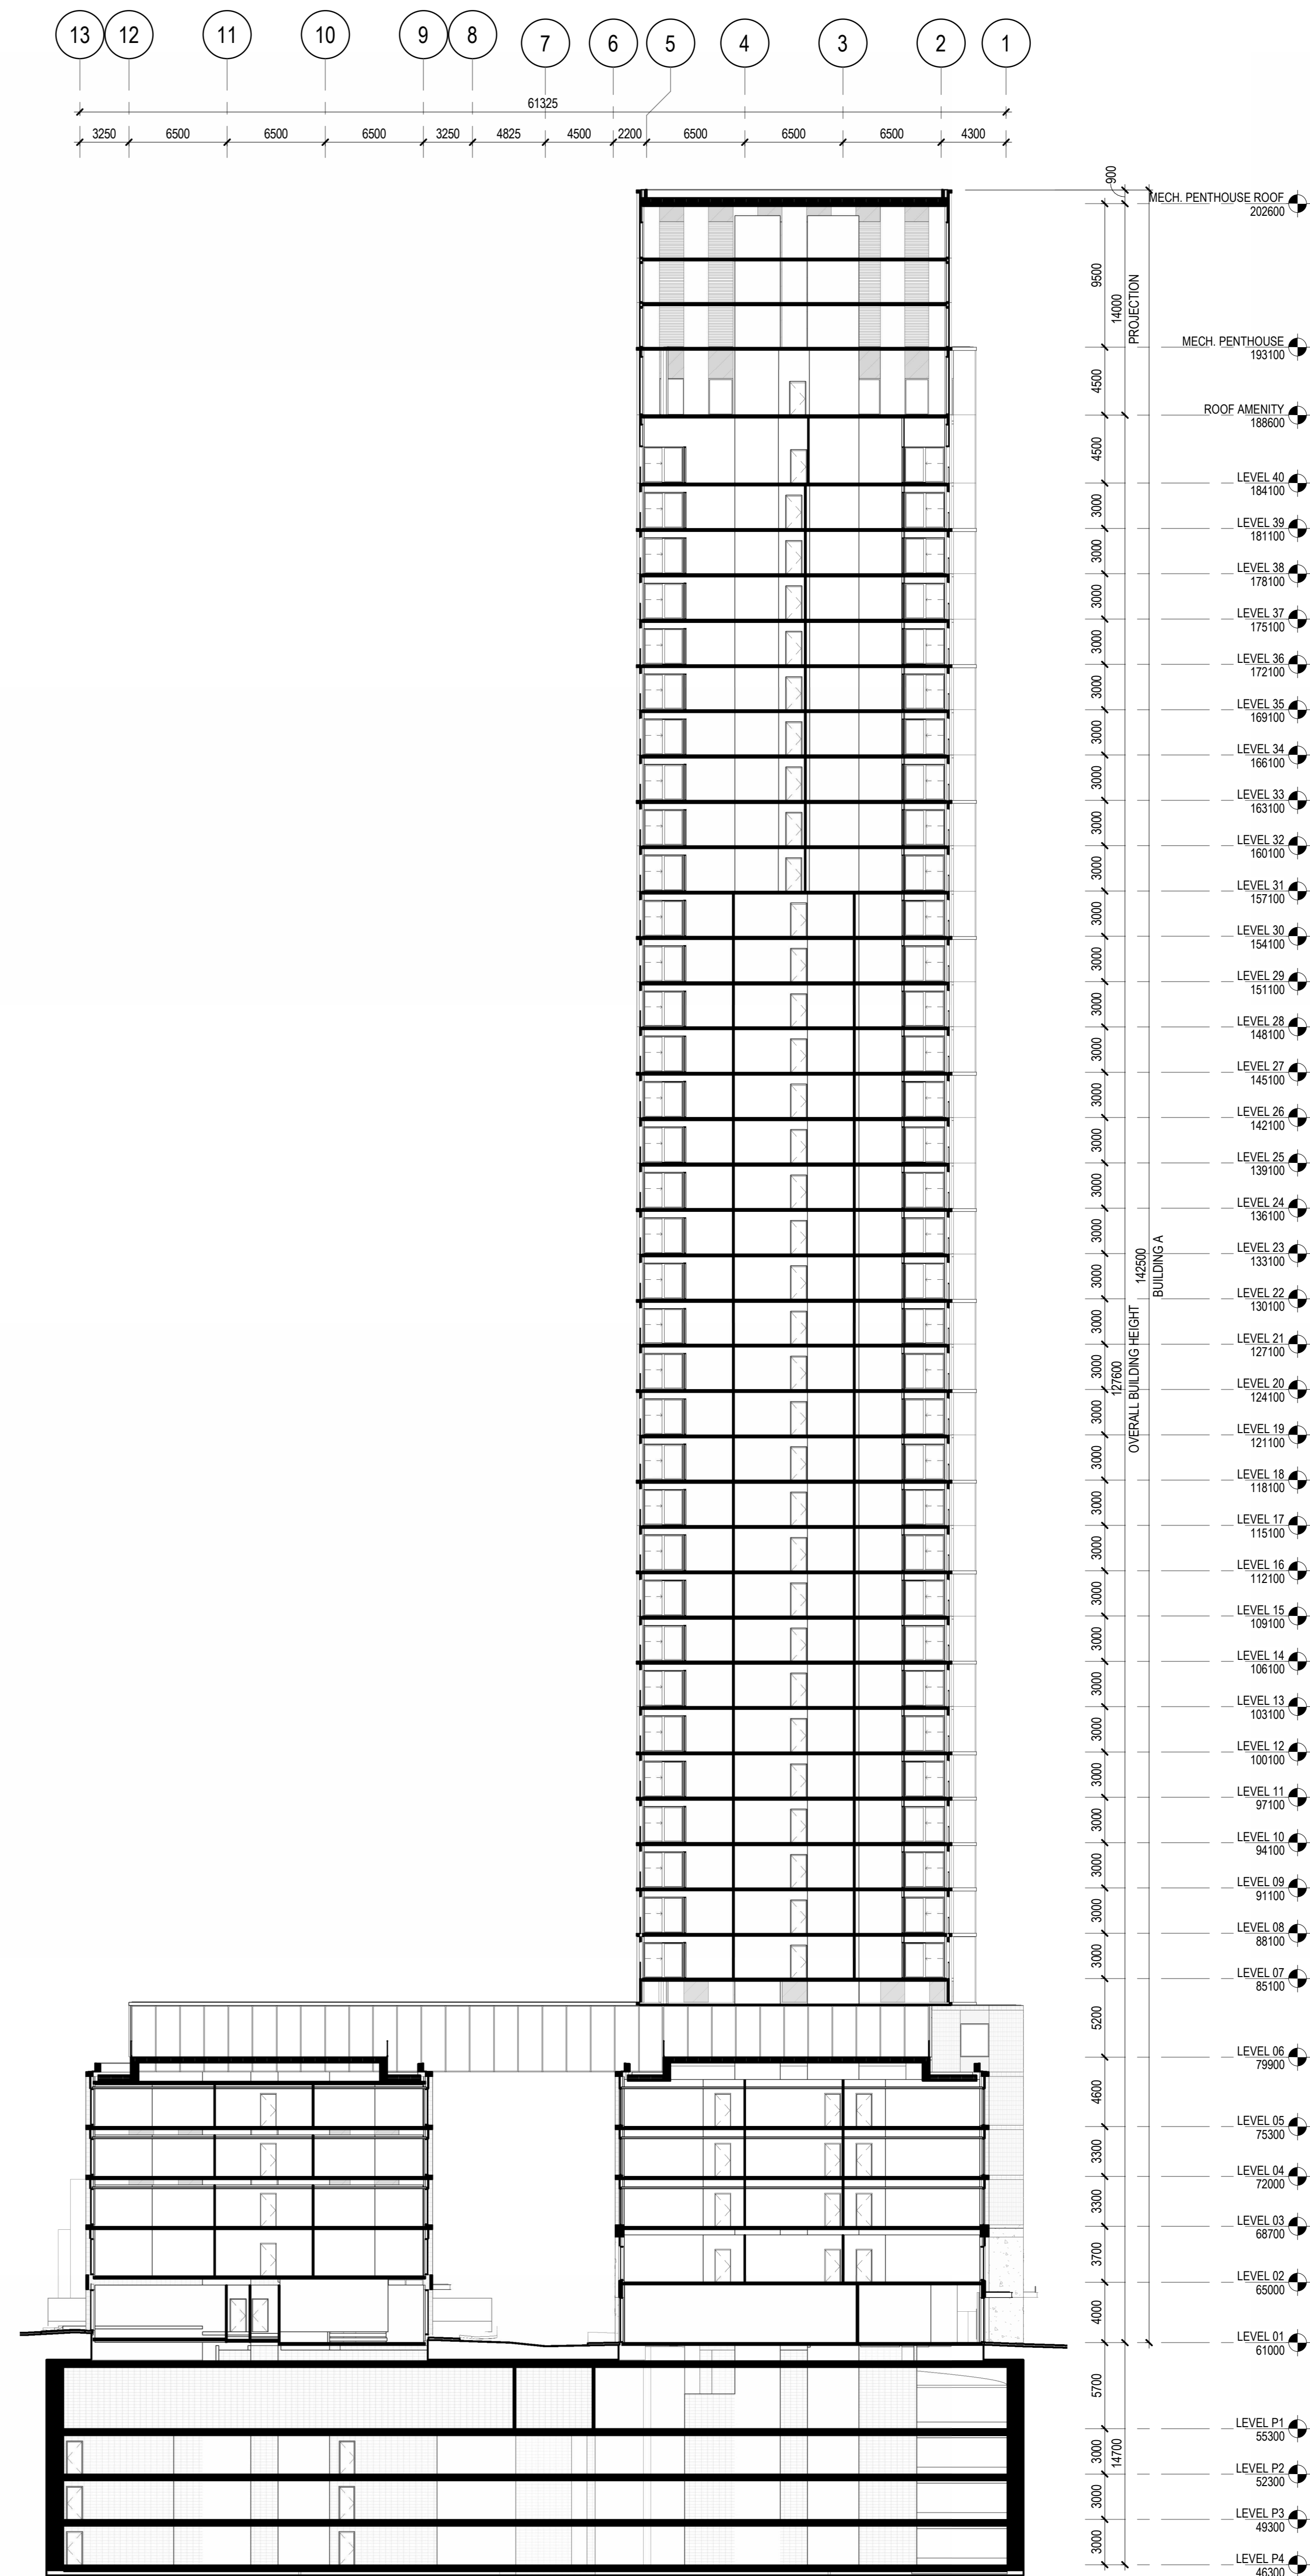 13 12 11 10 9 8 7 6 5 4 3 2 1
61325
3250 6500 6500 6500 3250 4825 4500 2200 6500 6500 6500 4300
900
MECH. PENTHOUSE ROOF
202600
9500
14000
PROJECTION
MECH. PENTHOUSE
193100
4500
ROOF AMENITY
188600
4500
LEVEL 40
184100
3000
LEVEL 39
181100
3000
LEVEL 38
178100
3000
LEVEL 37
175100
3000
LEVEL 36
172100
3000
LEVEL 35
169100
3000
LEVEL 34
166100
3000
LEVEL 33
163100
3000
LEVEL 32
160100
3000
LEVEL 31
157100
3000
LEVEL 30
154100
3000
LEVEL 29
151100
3000
LEVEL 28
148100
3000
LEVEL 27
145100
3000
LEVEL 26
142100
3000
LEVEL 25
139100
3000
LEVEL 24
136100
3000
LEVEL 23
133100
142500
BUILDING A
3000
LEVEL 22
130100
3000
LEVEL 21
127100
3000
127600
OVERALL BUILDING HEIGHT
LEVEL 20
124100
3000
LEVEL 19
121100
3000
LEVEL 18
118100
3000
LEVEL 17
115100
3000
LEVEL 16
112100
3000
LEVEL 15
109100
3000
LEVEL 14
106100
3000
LEVEL 13
103100
3000
LEVEL 12
100100
3000
LEVEL 11
97100
3000
LEVEL 10
94100
3000
LEVEL 09
91100
3000
LEVEL 08
88100
3000
LEVEL 07
85100
5200
LEVEL 06
79900
4600
LEVEL 05
75300
3300
LEVEL 04
72000
3300
LEVEL 03
68700
3700
LEVEL 02
65000
4000
LEVEL 01
61000
5700
LEVEL P1
55300
3000
14700
LEVEL P2
52300
3000
LEVEL P3
49300
3000
LEVEL P4
46300